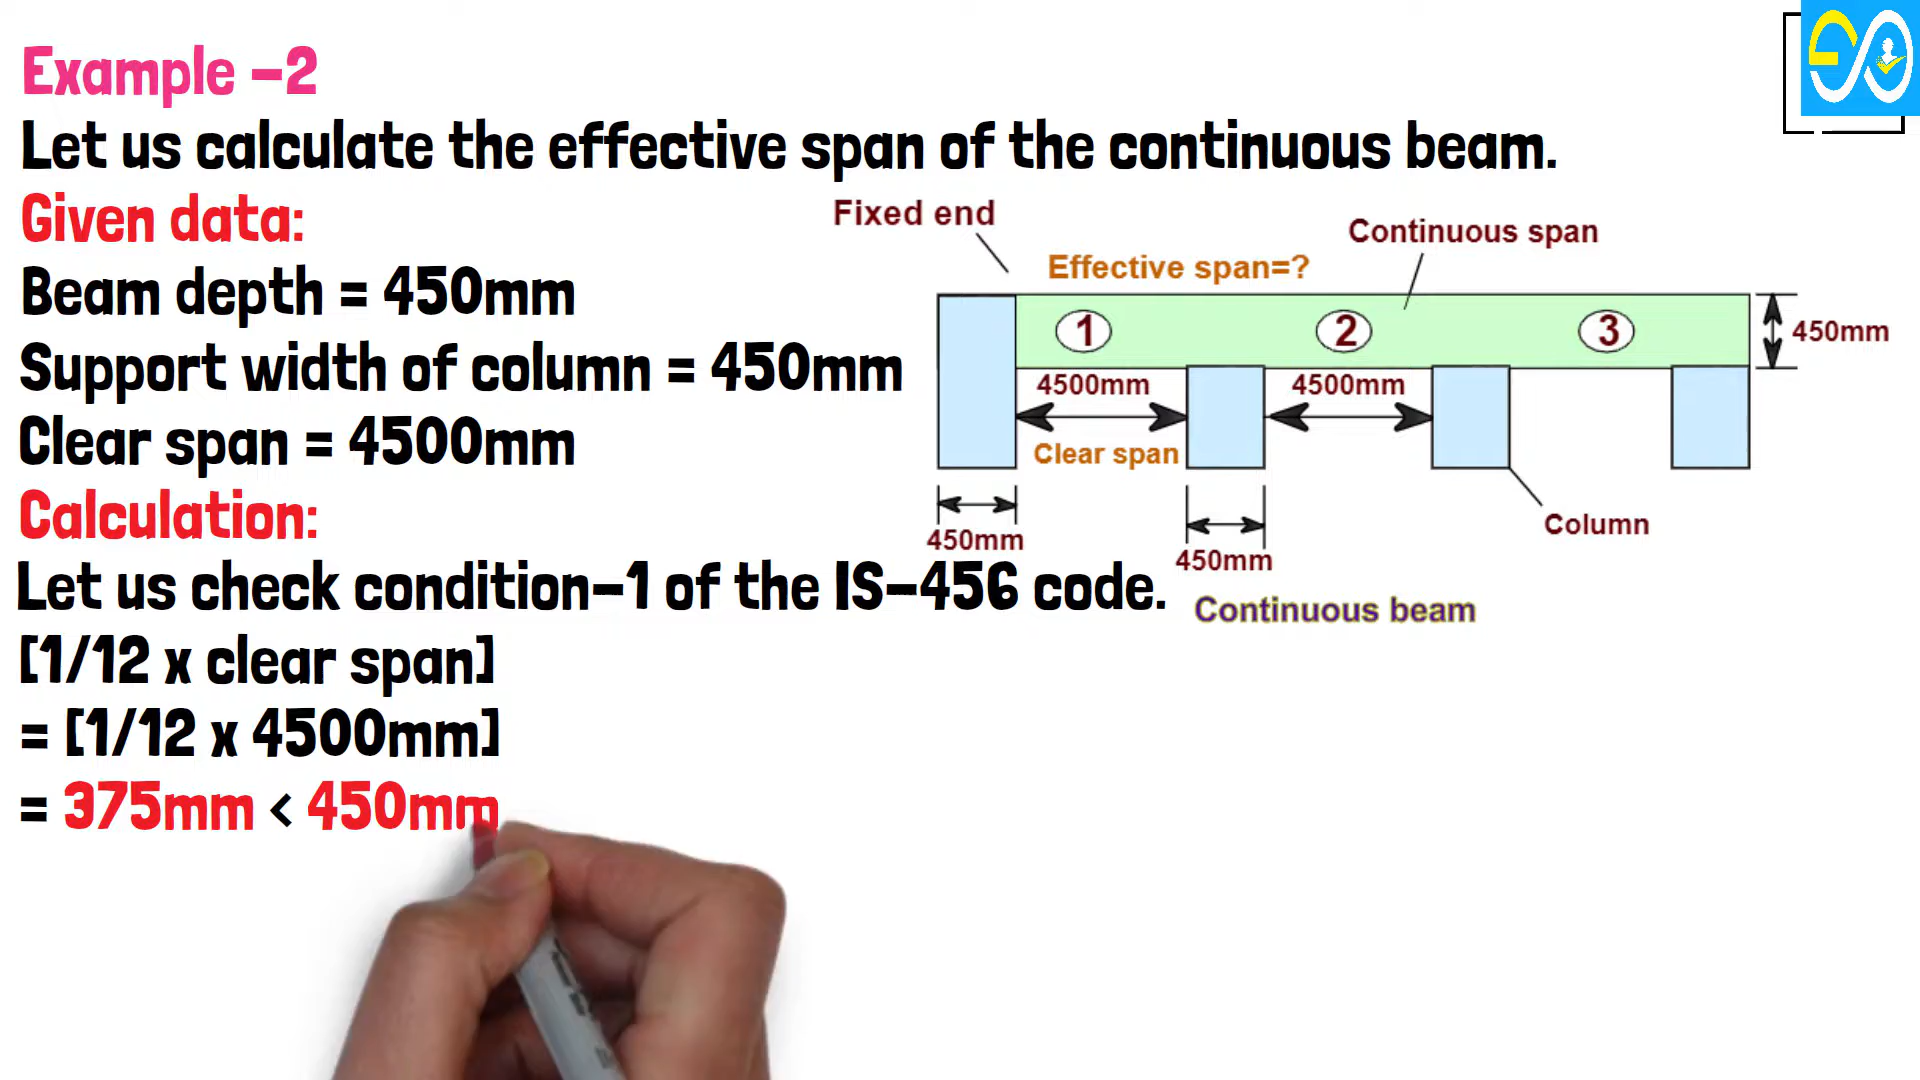 Example -2
Let us calculate the effective span of the continuous beam.
Given data:
Beam depth = 450mm
Support width of column = 450mm
Clear span = 4500mm
Calculation:
Let us check condition-1 of the IS-456 code.
[1/12 x clear span]
= [1/12 x 4500mm]
= 375mm < 450mm
Fixed end
Continuous span
Effective span=?
1 2 3
450mm
4500mm 4500mm
Clear span
450mm
450mm
Column
Continuous beam